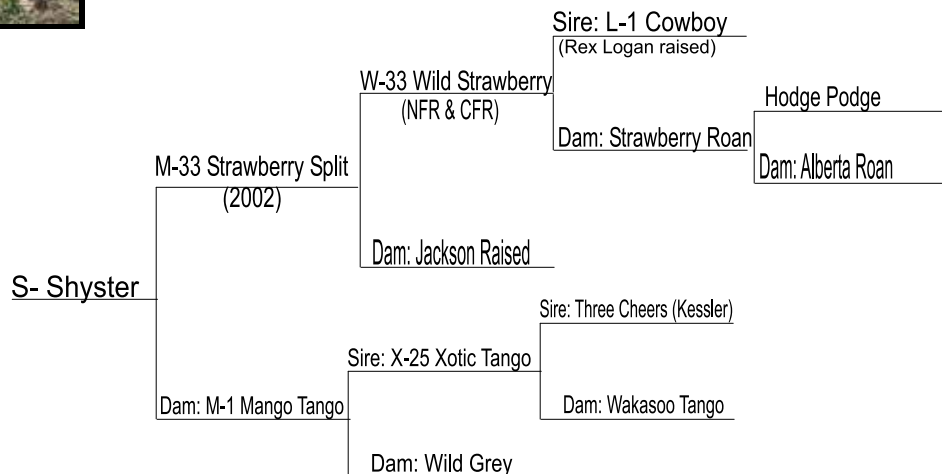 Sire: L-1 Cowboy
(Rex Logan raised)
W-33 Wild Strawberry
(NFR & CFR)
Hodge Podge
Dam: Strawberry Roan
M-33 Strawberry Split
(2002)
Dam: Alberta Roan
Dam: Jackson Raised
S- Shyster
Sire: Three Cheers (Kessler)
Sire: X-25 Xotic Tango
Dam: M-1 Mango Tango
Dam: Wakasoo Tango
Dam: Wild Grey